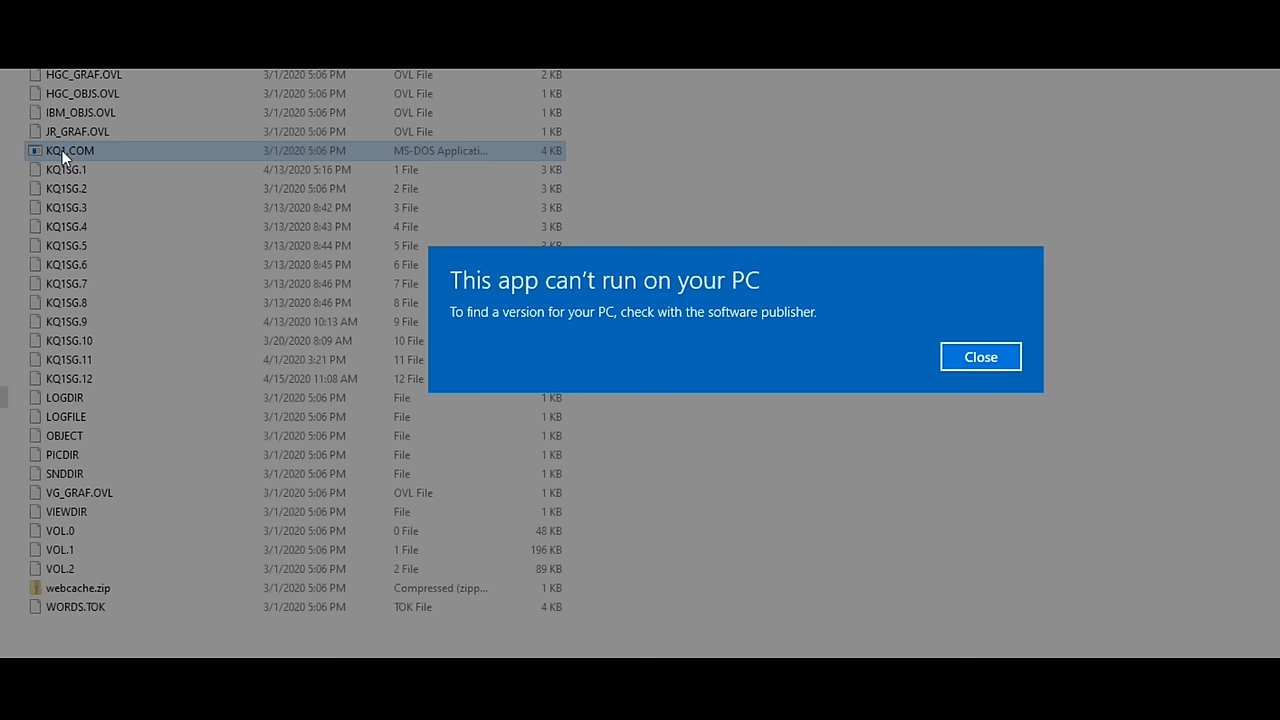 HGC_GRAF.OVL 3/1/2020 5:06 PM OVL File 2 KB
HGC_OBJS.OVL 3/1/2020 5:06 PM OVL File 1 KB
IBM_OBJS.OVL 3/1/2020 5:06 PM OVL File 1 KB
JR_GRAF.OVL 3/1/2020 5:06 PM OVL File 1 KB
KQ1.COM 3/1/2020 5:06 PM MS-DOS Applicati... 4 KB
KQ1SG.1 4/13/2020 5:16 PM 1 File 3 KB
KQ1SG.2 3/1/2020 5:06 PM 2 File 3 KB
KQ1SG.3 3/13/2020 8:42 PM 3 File 3 KB
KQ1SG.4 3/13/2020 8:43 PM 4 File 3 KB
KQ1SG.5 3/13/2020 8:44 PM 5 File 3 KB
KQ1SG.6 3/13/2020 8:45 PM 6 File
KQ1SG.7 3/13/2020 8:46 PM 7 File
KQ1SG.8 3/13/2020 8:46 PM 8 File
KQ1SG.9 4/13/2020 10:13 AM 9 File
KQ1SG.10 3/20/2020 8:09 AM 10 File
KQ1SG.11 4/1/2020 3:21 PM 11 File
KQ1SG.12 4/15/2020 11:08 AM 12 File
This app can't run on your PC
To find a version for your PC, check with the software publisher.
Close
LOGDIR 3/1/2020 5:06 PM File 1 KB
LOGFILE 3/1/2020 5:06 PM File 1 KB
OBJECT 3/1/2020 5:06 PM File 1 KB
PICDIR 3/1/2020 5:06 PM File 1 KB
SNDDIR 3/1/2020 5:06 PM File 1 KB
VG_GRAF.OVL 3/1/2020 5:06 PM OVL File 1 KB
VIEWDIR 3/1/2020 5:06 PM File 1 KB
VOL.0 3/1/2020 5:06 PM 0 File 48 KB
VOL.1 3/1/2020 5:06 PM 1 File 196 KB
VOL.2 3/1/2020 5:06 PM 2 File 89 KB
webcache.zip 3/1/2020 5:06 PM Compressed (zipp... 1 KB
WORDS.TOK 3/1/2020 5:06 PM TOK File 4 KB